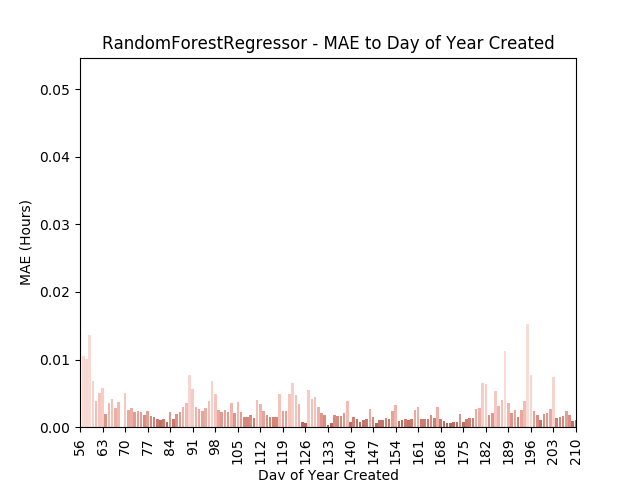 RandomForestRegressor - MAE to Day of Year Created
MAE (Hours)
0.05
0.04
0.03
0.02
0.01
0.00
56 63 70 77 84 91 98 105 112 119 126 133 140 147 154 161 168 175 182 189 196 203 210
Day of Year Created